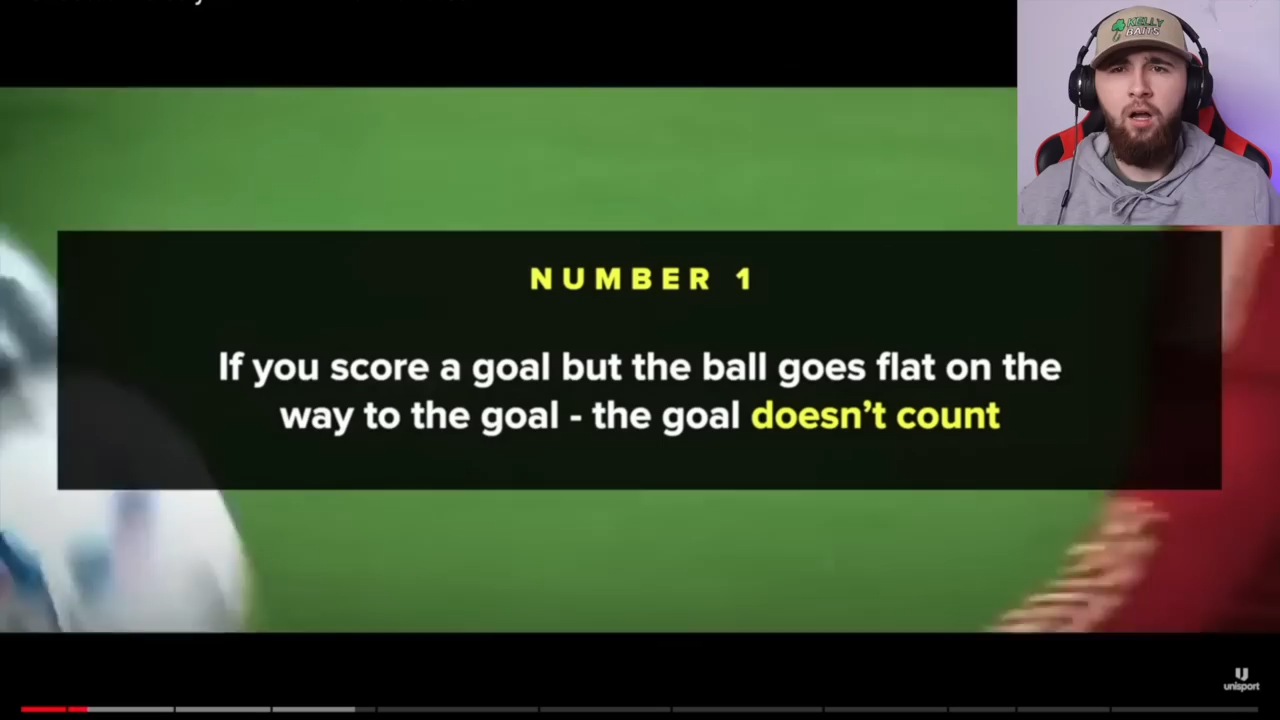 KELLY
BAITS
NUMBER 1
If you score a goal but the ball goes flat on the
way to the goal - the goal doesn't count
unisport